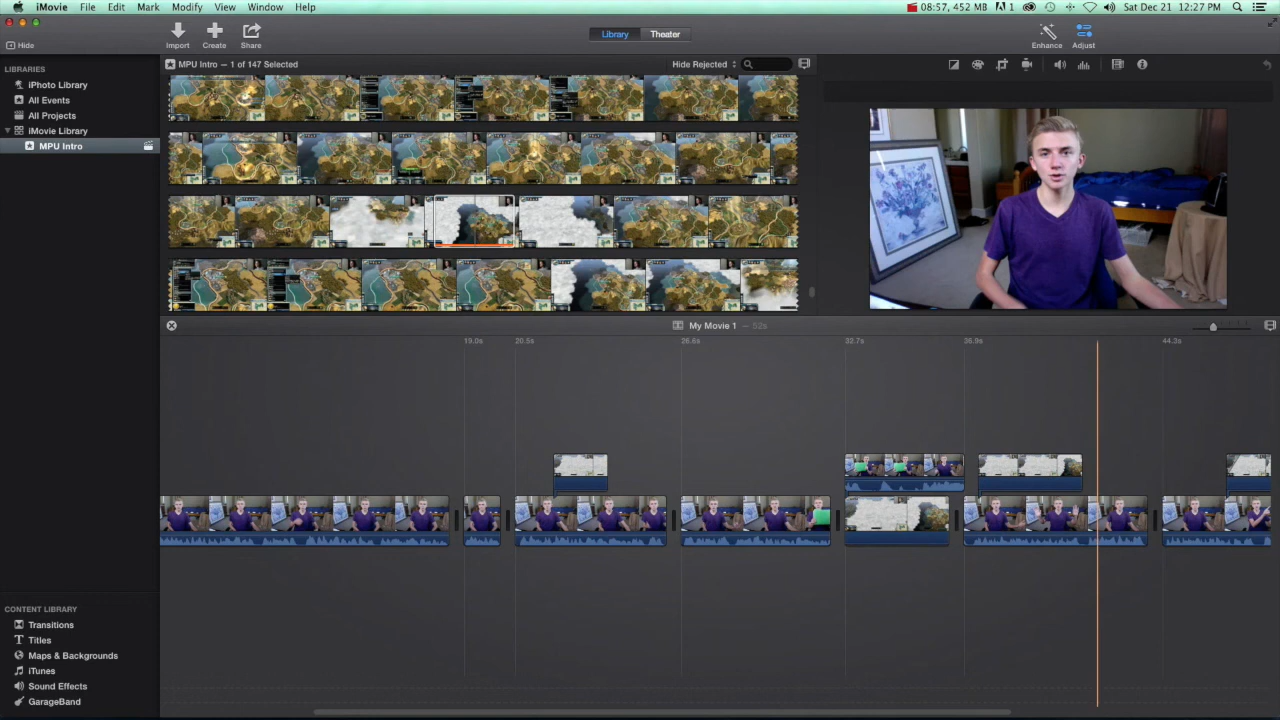 iMovie File Edit Mark Modify View Window Help
08:57, 452 MB 1 Sat Dec 21 12:27 PM
Hide Import Create Share Library Theater Enhance Adjust
LIBRARIES
iPhoto Library
All Events
All Projects
iMovie Library
MPU Intro
MPU Intro — 1 of 147 Selected Hide Rejected
My Movie 1 – 52s
19.0s 20.5s 26.6s 32.7s 36.9s 44.3s
CONTENT LIBRARY
Transitions
T Titles
Maps & Backgrounds
iTunes
Sound Effects
GarageBand